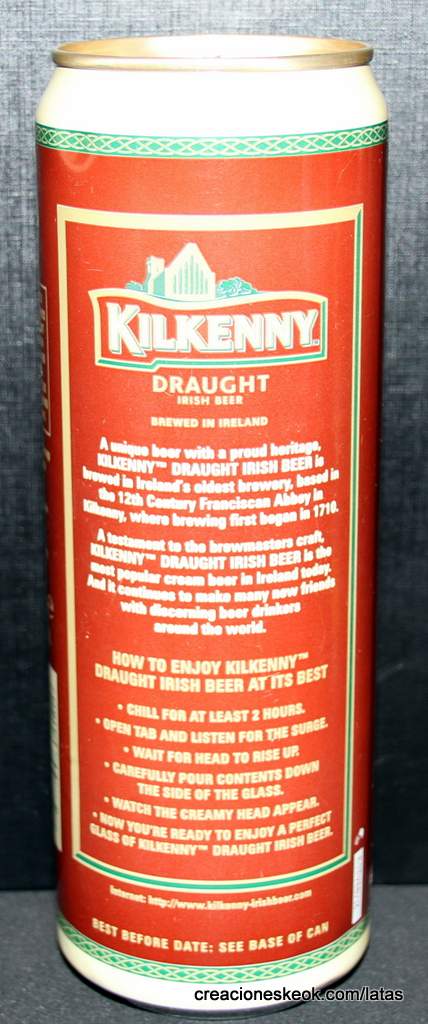 KILKENNY
DRAUGHT
IRISH BEER
BREWED IN IRELAND
A unique beer with a proud heritage,
KILKENNY™ DRAUGHT IRISH BEER is
brewed in Ireland's oldest brewery, based in
the 12th Century Franciscan Abbey in
Kilkenny, where brewing first began in 1710.
A testament to the brewmasters craft,
KILKENNY™ DRAUGHT IRISH BEER is the
most popular cream beer in Ireland today.
And it continues to make many new friends
with discerning beer drinkers
around the world.
HOW TO ENJOY KILKENNY™
DRAUGHT IRISH BEER AT ITS BEST
• CHILL FOR AT LEAST 2 HOURS.
• OPEN TAB AND LISTEN FOR THE SURGE.
• WAIT FOR HEAD TO RISE UP.
• CAREFULLY POUR CONTENTS DOWN
THE SIDE OF THE GLASS.
• WATCH THE CREAMY HEAD APPEAR.
• NOW YOU'RE READY TO ENJOY A PERFECT
GLASS OF KILKENNY™ DRAUGHT IRISH BEER.
Internet: http://www.kilkenny-irishbeer.com
BEST BEFORE DATE: SEE BASE OF CAN
creacioneskeok.com/latas